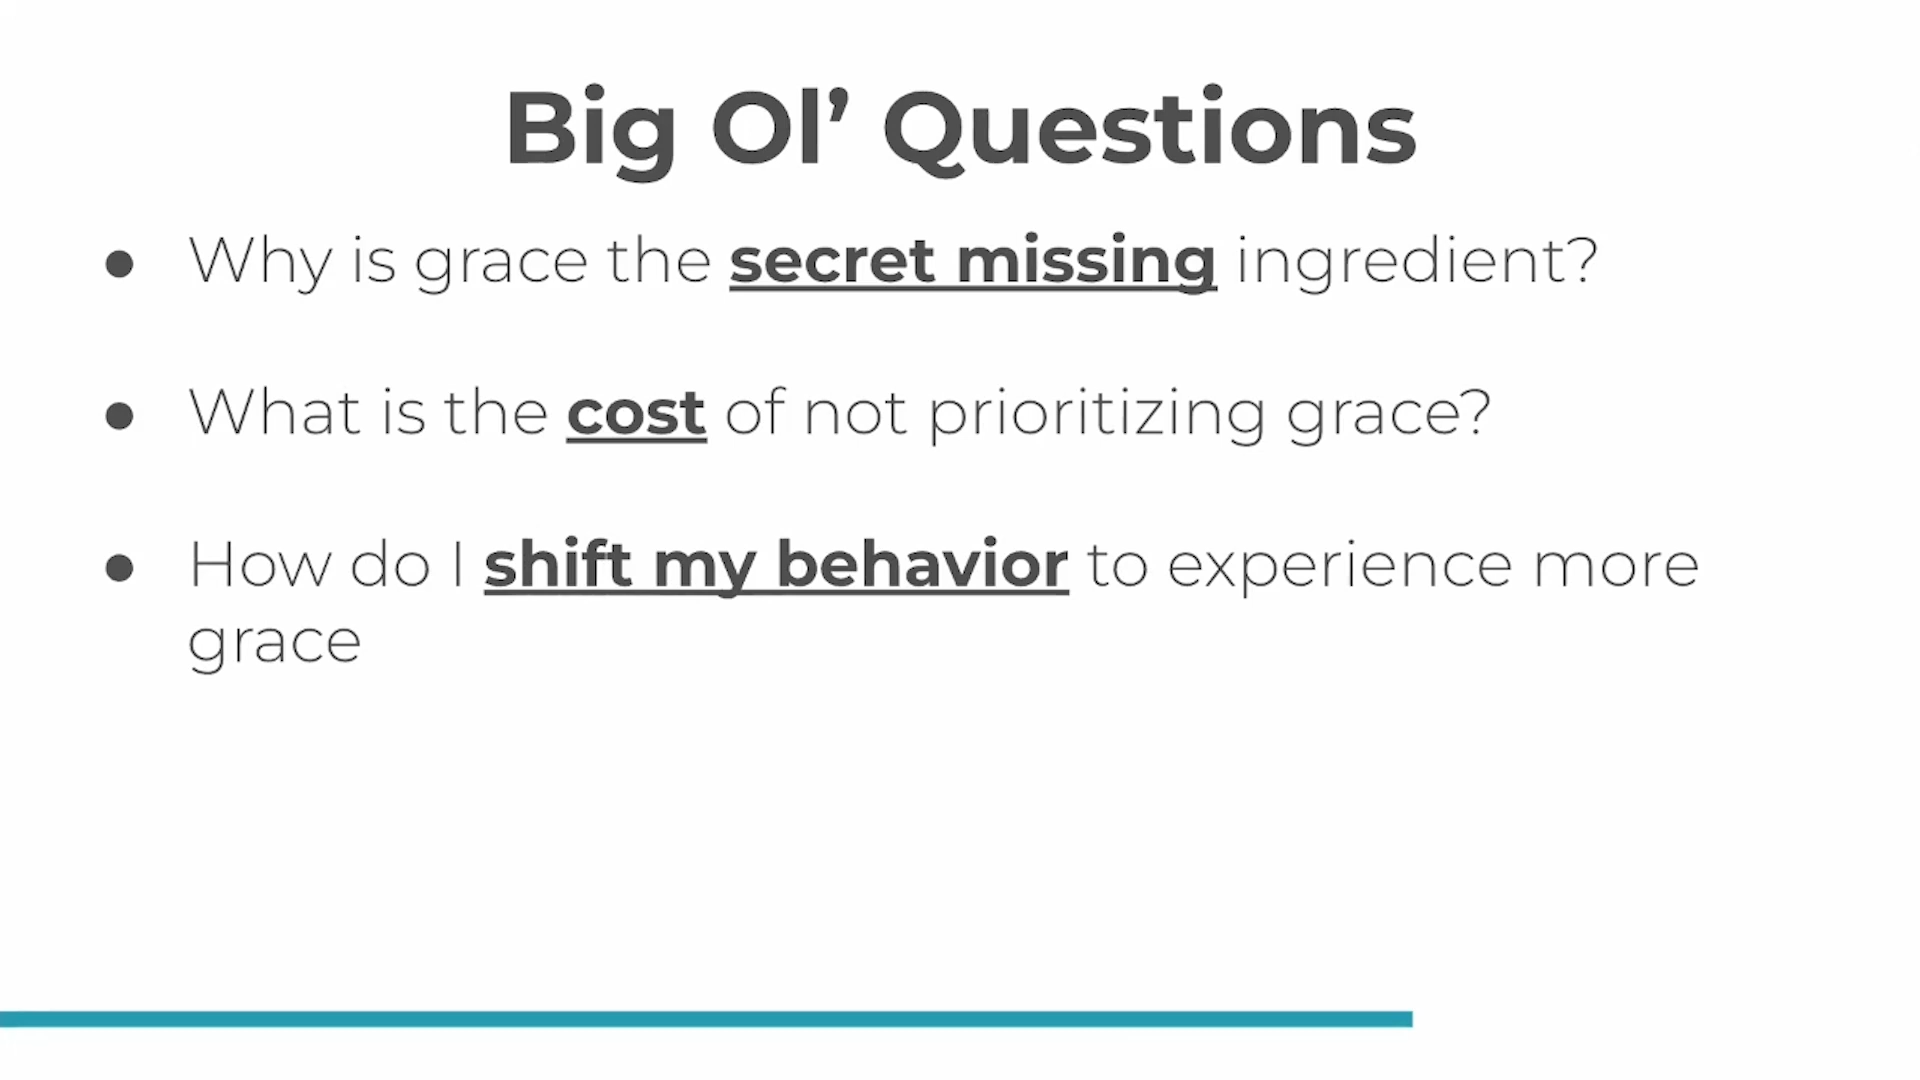 Big Ol’ Questions
● Why is grace the secret missing ingredient?
● What is the cost of not prioritizing grace?
● How do I shift my behavior to experience more
grace